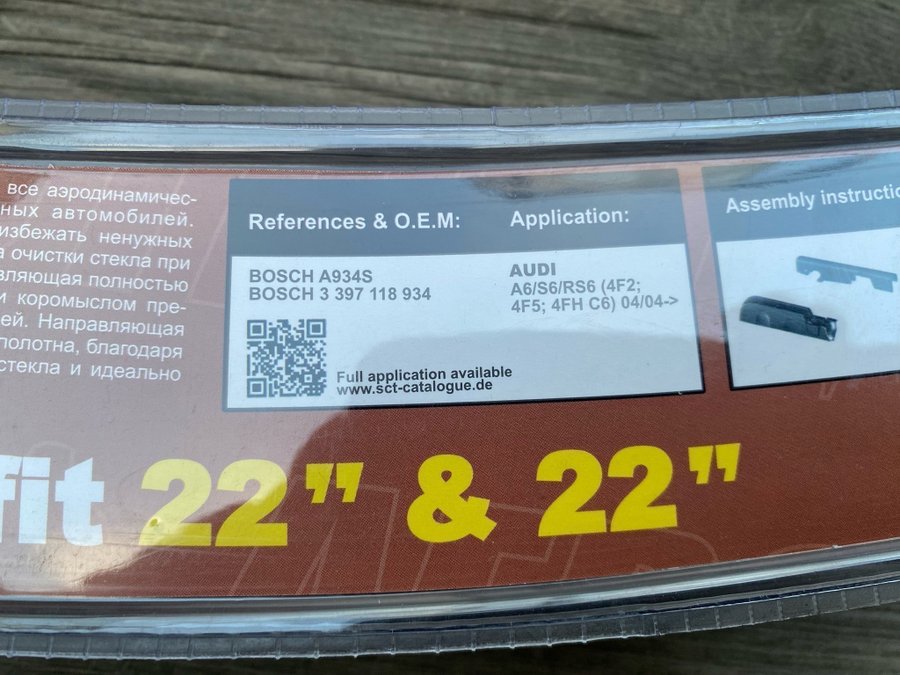 все аэродинамичес-
ных автомобилей.
избежать ненужных
а очистки стекла при
вляющая полностью
и коромыслом пре-
ей. Направляющая
полотна, благодаря
стекла и идеально
References & O.E.M:
BOSCH A934S
BOSCH 3 397 118 934
Full application available
www.sct-catalogue.de
Application:
AUDI
A6/S6/RS6 (4F2;
4F5; 4FH C6) 04/04->
Assembly instructio
fit 22” & 22”